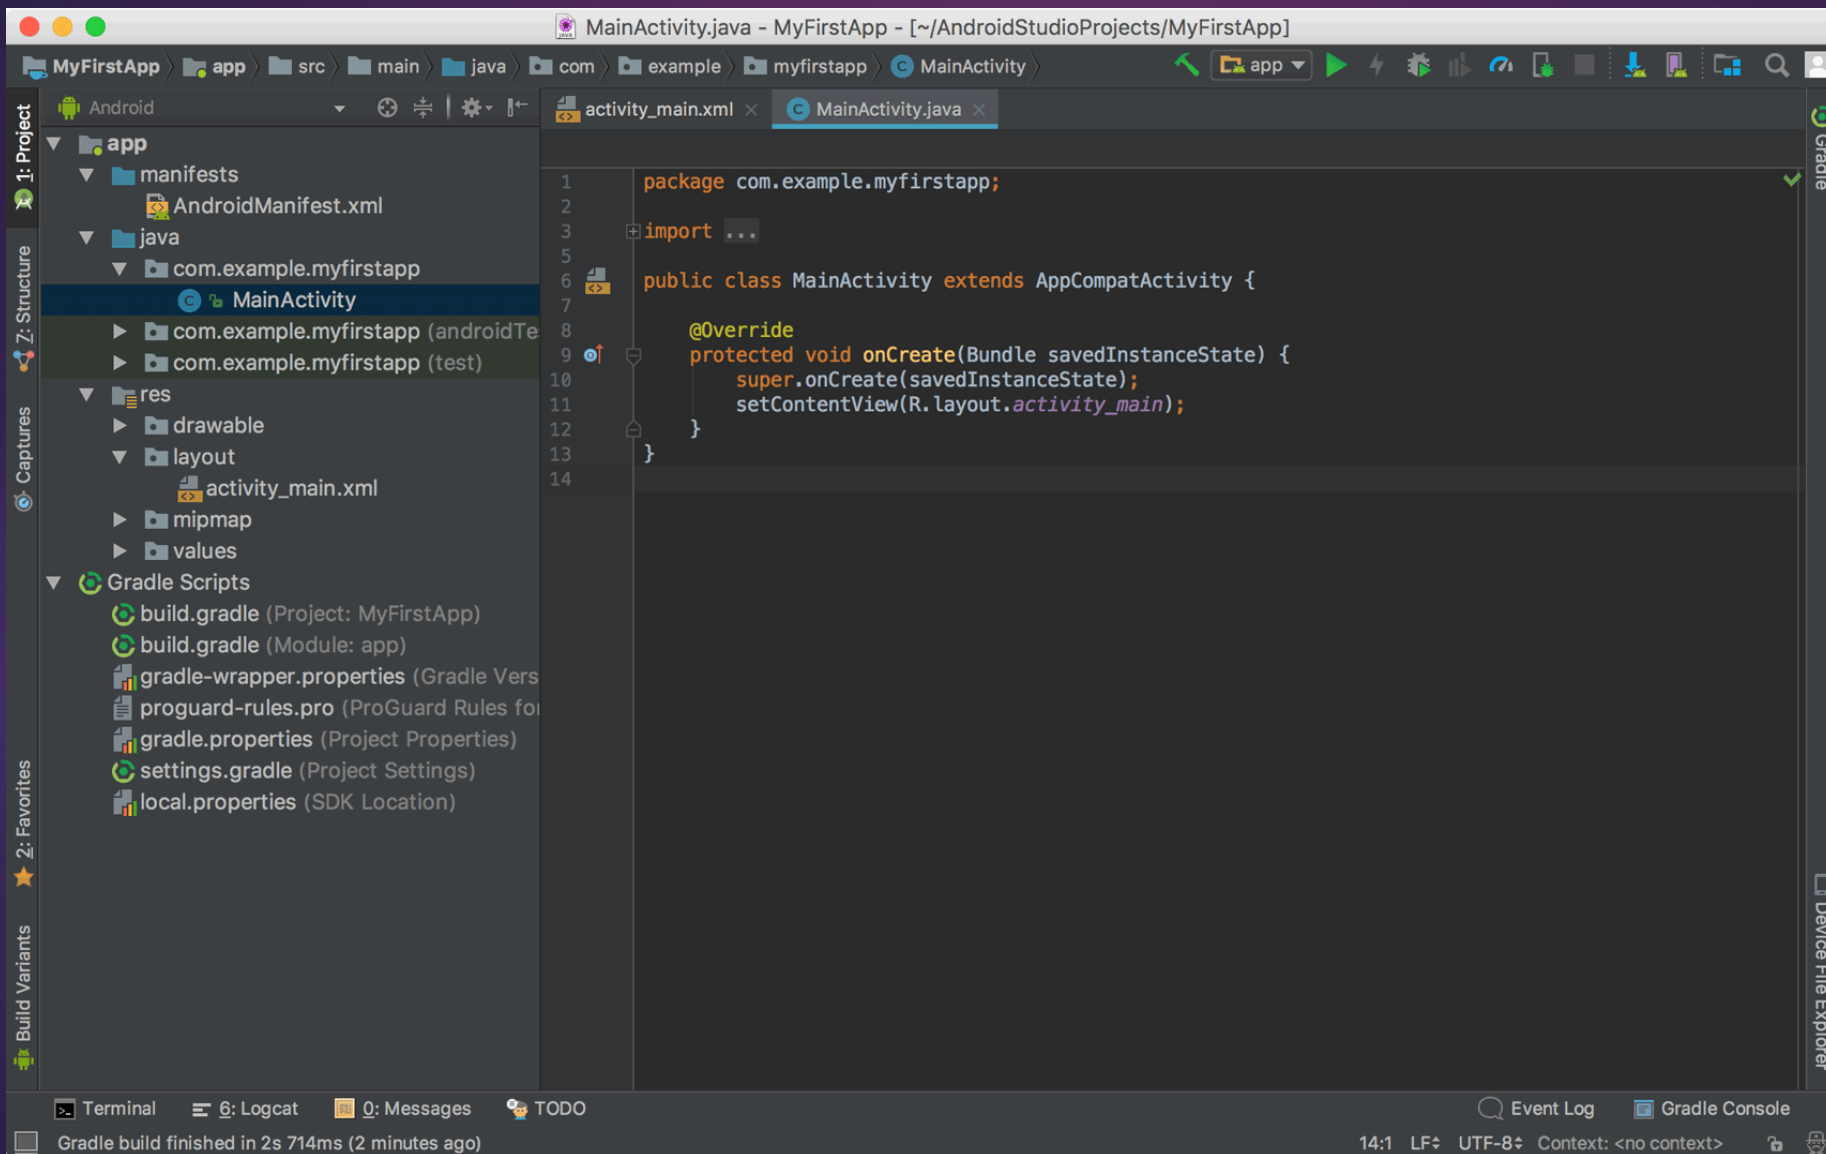 MainActivity.java - MyFirstApp - [~/AndroidStudioProjects/MyFirstApp]
MyFirstApp app src main java com example myfirstapp MainActivity app
Android
activity_main.xml MainActivity.java
1: Project
Z: Structure
Captures
2: Favorites
Build Variants
app
manifests
AndroidManifest.xml
java
com.example.myfirstapp
MainActivity
com.example.myfirstapp (androidTe
com.example.myfirstapp (test)
res
drawable
layout
activity_main.xml
mipmap
values
Gradle Scripts
build.gradle (Project: MyFirstApp)
build.gradle (Module: app)
gradle-wrapper.properties (Gradle Vers
proguard-rules.pro (ProGuard Rules for
gradle.properties (Project Properties)
settings.gradle (Project Settings)
local.properties (SDK Location)
1 package com.example.myfirstapp;
2
3 import ...
5
6 public class MainActivity extends AppCompatActivity {
7
8 @Override
9 protected void onCreate(Bundle savedInstanceState) {
10 super.onCreate(savedInstanceState);
11 setContentView(R.layout.activity_main);
12 }
13 }
14
Gradle
Device File Explorer
Terminal 6: Logcat 0: Messages TODO Event Log Gradle Console
Gradle build finished in 2s 714ms (2 minutes ago) 14:1 LF UTF-8 Context: <no context>